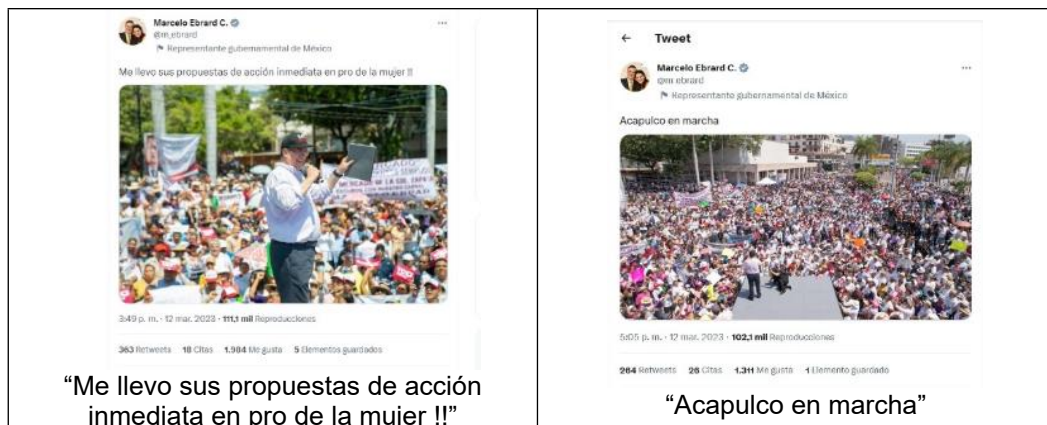 Marcelo Ebrard C.
@m_ebrard
Representante gubernamental de México
Me llevo sus propuestas de acción inmediata en pro de la mujer !!
3:49 p. m. · 12 mar. 2023 · 111,1 mil Reproducciones
363 Retweets 18 Citas 1.984 Me gusta 5 Elementos guardados
“Me llevo sus propuestas de acción
inmediata en pro de la mujer !!”
Tweet
Marcelo Ebrard C.
@m_ebrard
Representante gubernamental de México
Acapulco en marcha
5:05 p. m. · 12 mar. 2023 · 102,1 mil Reproducciones
264 Retweets 26 Citas 1.311 Me gusta 1 Elemento guardado
“Acapulco en marcha”